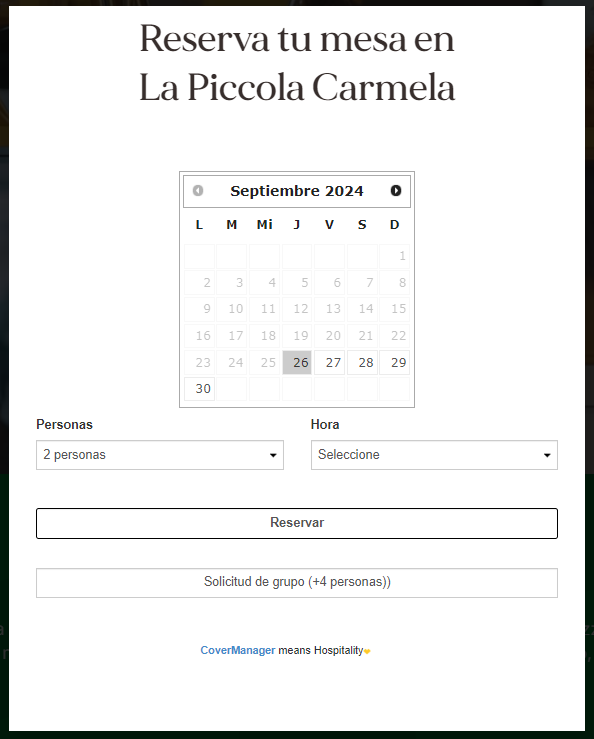 Reserva tu mesa en
La Piccola Carmela
Septiembre 2024
L M Mi J V S D
1
2 3 4 5 6 7 8
9 10 11 12 13 14 15
16 17 18 19 20 21 22
23 24 25 26 27 28 29
30
Personas Hora
2 personas Seleccione
Reservar
Solicitud de grupo (+4 personas))
CoverManager means Hospitality